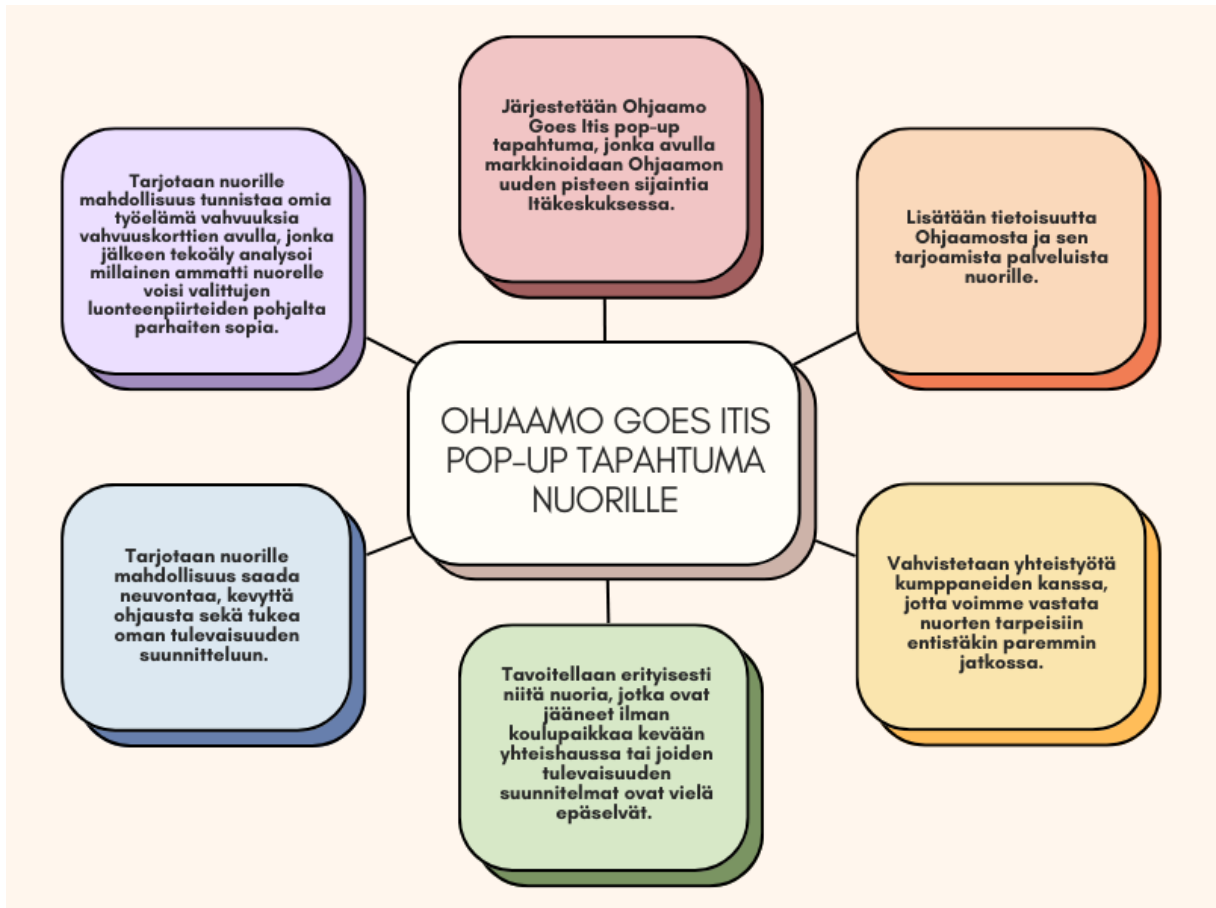 Järjestetään Ohjaamo
Goes Itis pop-up
tapahtuma, jonka avulla
markkinoidaan Ohjaamon
uuden pisteen sijaintia
Itäkeskuksessa.
Tarjotaan nuorille
mahdollisuus tunnistaa omia
työelämä vahvuuksia
vahvuuskorttien avulla, jonka
jälkeen tekoäly analysoi
millainen ammatti nuorelle
voisi valittujen
luonteenpiirteiden pohjalta
parhaiten sopia.
Lisätään tietoisuutta
Ohjaamosta ja sen
tarjoamista palveluista
nuorille.
OHJAAMO GOES ITIS
POP-UP TAPAHTUMA
NUORILLE
Tarjotaan nuorille
mahdollisuus saada
neuvontaa, kevyttä
ohjausta sekä tukea
oman tulevaisuuden
suunnitteluun.
Vahvistetaan yhteistyötä
kumppaneiden kanssa,
jotta voimme vastata
nuorten tarpeisiin
entistäkin paremmin
jatkossa.
Tavoitellaan erityisesti
niitä nuoria, jotka ovat
jääneet ilman
koulupaikkaa kevään
yhteishaussa tai joiden
tulevaisuuden
suunnitelmat ovat vielä
epäselvät.